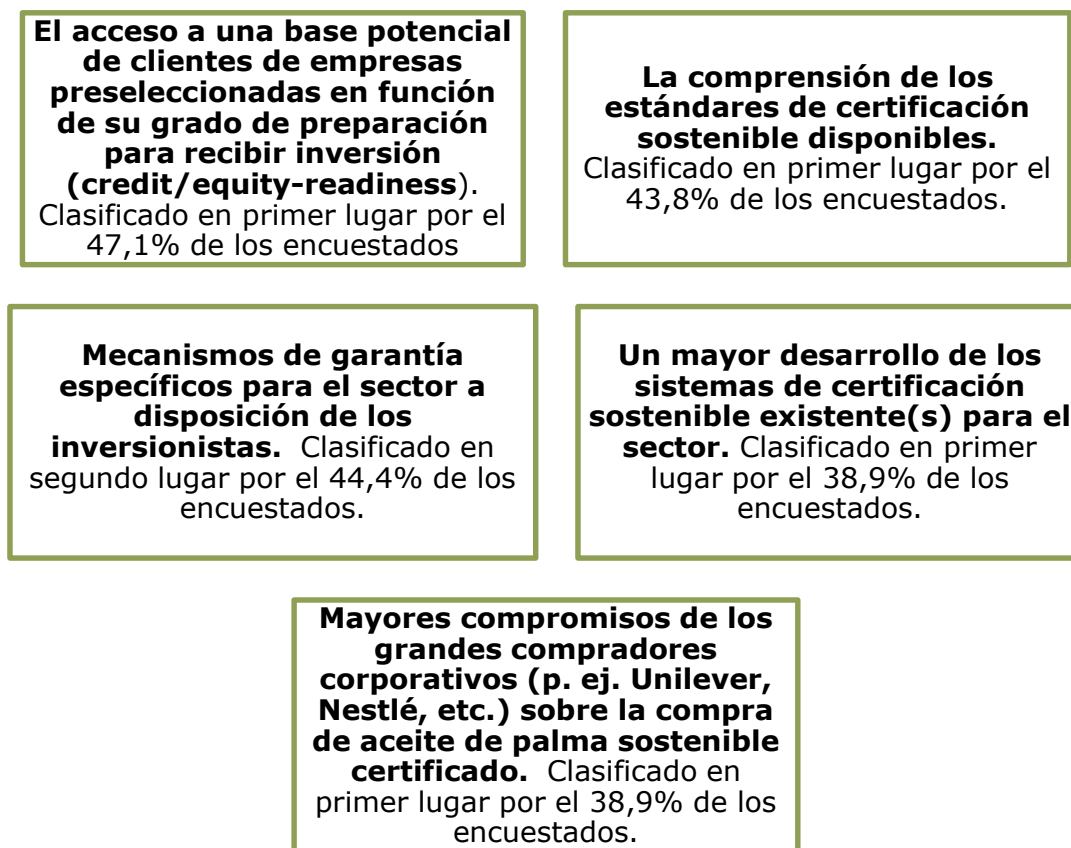 El acceso a una base potencial
de clientes de empresas
preseleccionadas en función
de su grado de preparación
para recibir inversión
(credit/equity-readiness).
Clasificado en primer lugar por el
47,1% de los encuestados
La comprensión de los
estándares de certificación
sostenible disponibles.
Clasificado en primer lugar por el
43,8% de los encuestados.
Mecanismos de garantía
específicos para el sector a
disposición de los
inversionistas. Clasificado en
segundo lugar por el 44,4% de los
encuestados.
Un mayor desarrollo de los
sistemas de certificación
sostenible existente(s) para el
sector. Clasificado en primer
lugar por el 38,9% de los
encuestados.
Mayores compromisos de los
grandes compradores
corporativos (p. ej. Unilever,
Nestlé, etc.) sobre la compra
de aceite de palma sostenible
certificado. Clasificado en
primer lugar por el 38,9% de los
encuestados.